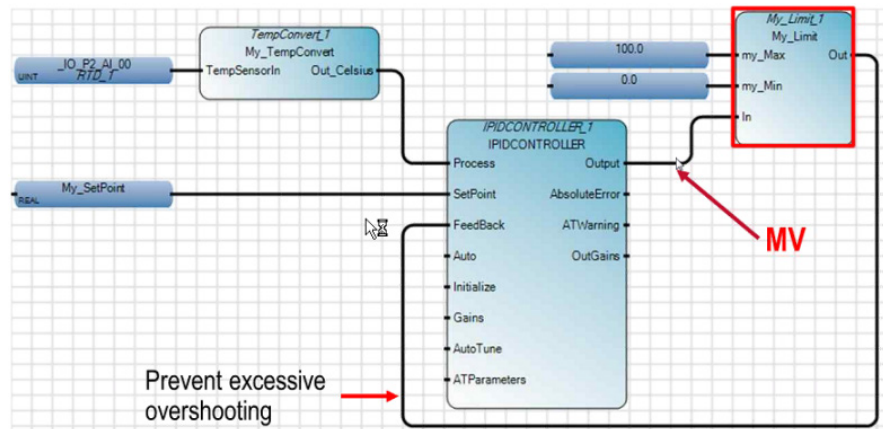 TempConvert_1
My_TempConvert
TempSensorIn Out_Celsius
_IO_P2_AI_00
UINT RTD_1
My_Limit_1
My_Limit
my_Max Out
my_Min
In
100.0
0.0
IPIDCONTROLLER_1
IPIDCONTROLLER
Process Output
SetPoint AbsoluteError
FeedBack ATWarning
Auto OutGains
Initialize
Gains
AutoTune
ATParameters
My_SetPoint
REAL
MV
Prevent excessive
overshooting